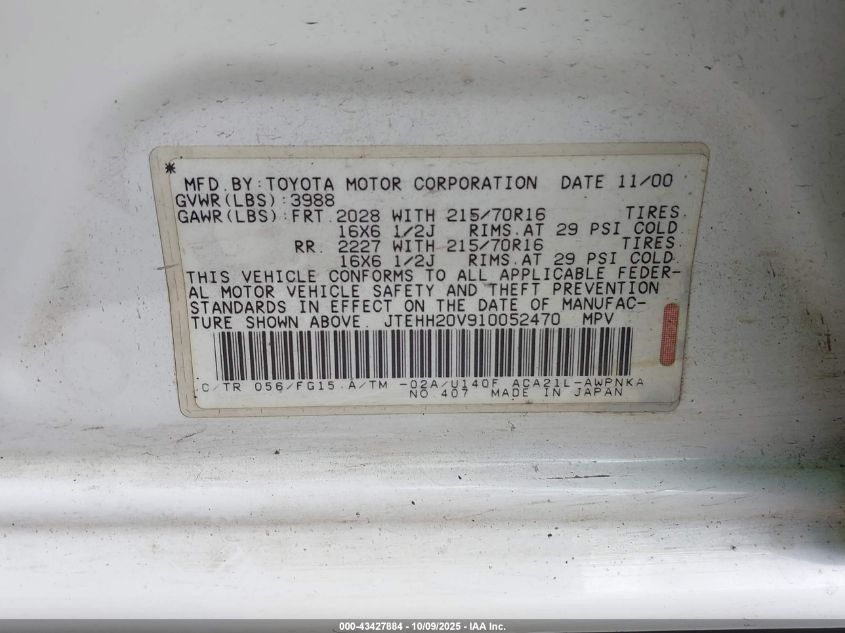 *
MFD.BY:TOYOTA MOTOR CORPORATION DATE 11/00
GVWR(LBS):3988
GAWR(LBS):FRT.2028 WITH 215/70R16 TIRES.
16X6 1/2J RIMS.AT 29 PSI COLD
RR. 2227 WITH 215/70R16 TIRES.
16X6 1/2J RIMS.AT 29 PSI COLD.
THIS VEHICLE CONFORMS TO ALL APPLICABLE FEDER-
AL MOTOR VEHICLE SAFETY AND THEFT PREVENTION
STANDARDS IN EFFECT ON THE DATE OF MANUFAC-
TURE SHOWN ABOVE. JTEHH20V910052470 MPV
C/TR 056/FG15.A/TM -02A/U140F ACA21L-AWPNKA
NO.407 MADE IN JAPAN
000-43427884 - 10/09/2025 - IAA Inc.